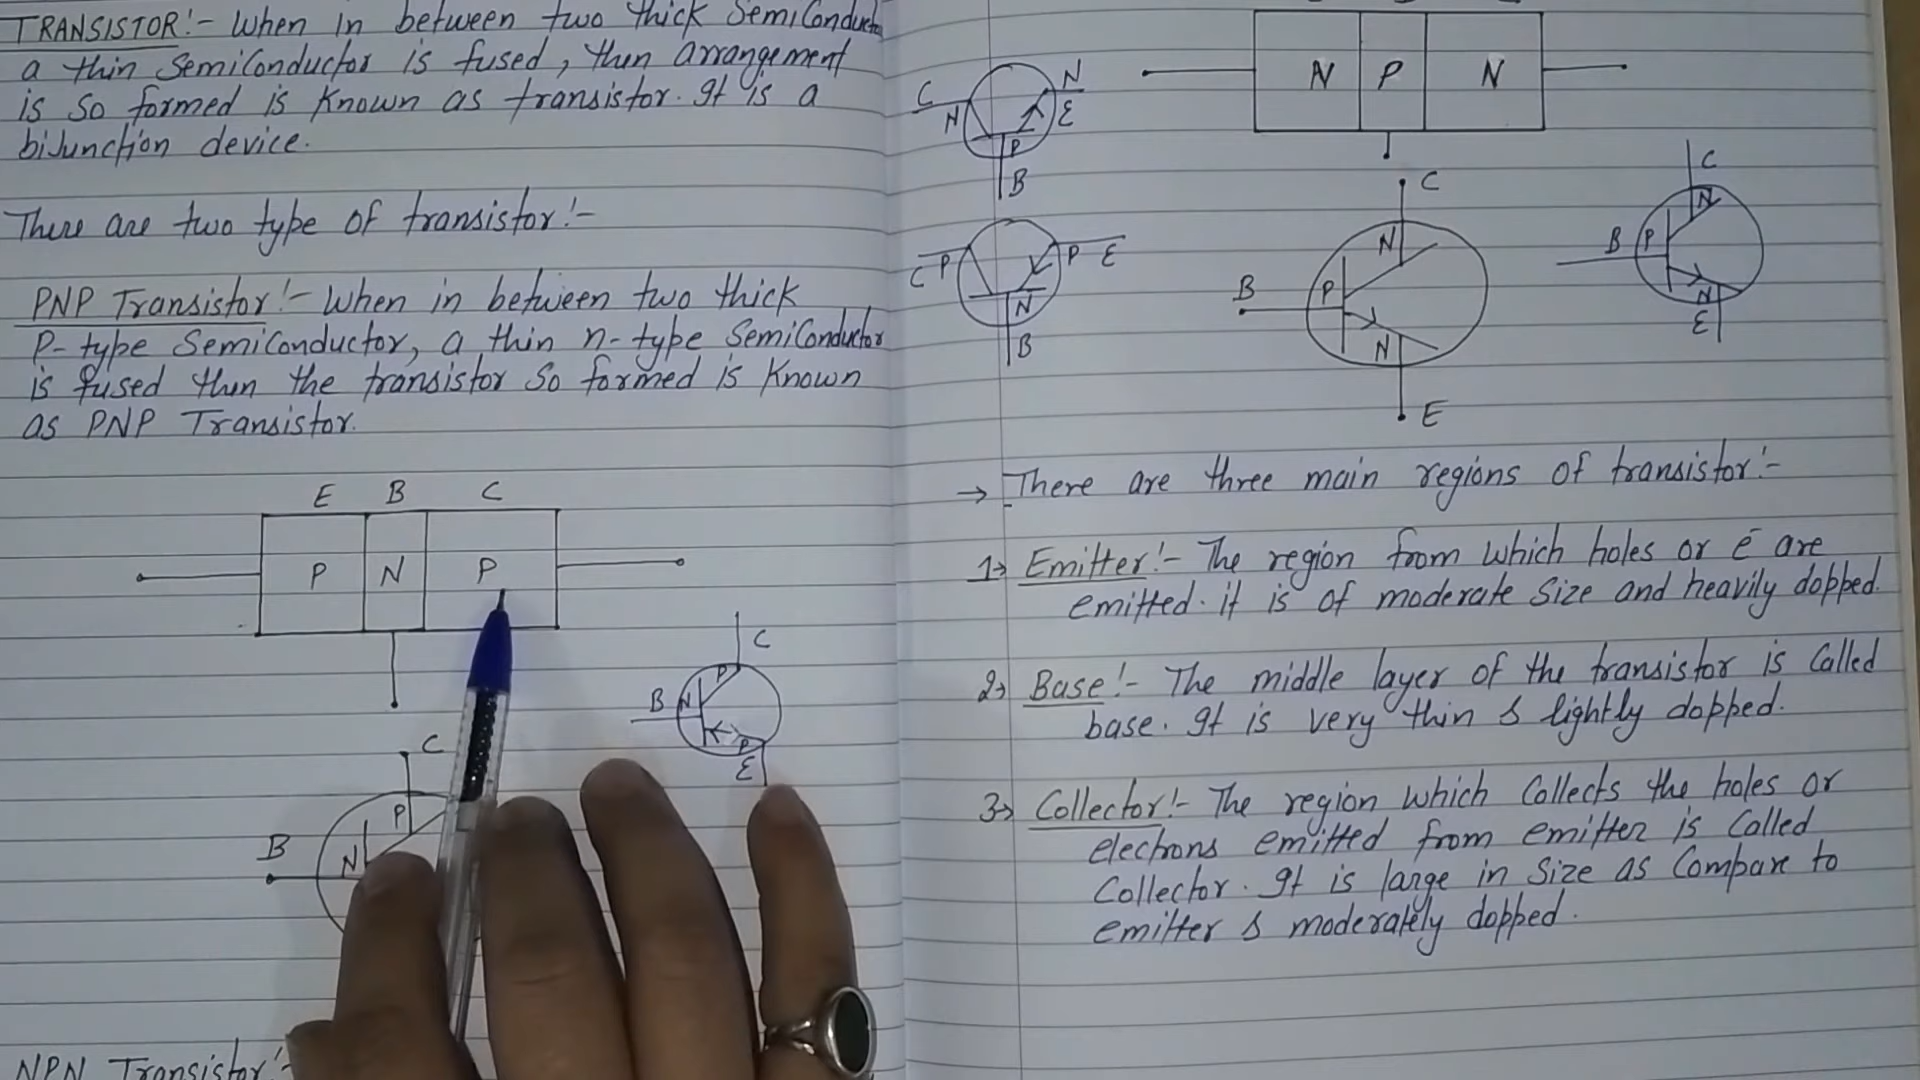 TRANSISTOR:- When in between two thick Semiconductor
a thin Semiconductor is fused, then arrangement
is so formed is Known as transistor. It is a
biJunction device.
There are two type of transistor:-
PNP Transistor:- When in between two thick
P-type Semiconductor, a thin n-type Semiconductor
is fused then the transistor so formed is Known
as PNP Transistor.
E B C
P N P
C
B
P
N
P
E
C
P
B
N
NPN Transistor:-
C
N
N
E
P
B
C
P
P
E
N
B
N P N
C
N
B
P
N
E
C
N
B
P
N
E
→ There are three main regions of transistor:-
1→ Emitter:- The region from which holes or ē are
emitted. it is of moderate size and heavily dopped.
2→ Base:- The middle layer of the transistor is Called
base. It is very thin & lightly dopped.
3→ Collector:- The region which Collects the holes or
electrons emitted from emitter is Called
Collector. It is large in size as Compare to
emitter & moderately dopped.